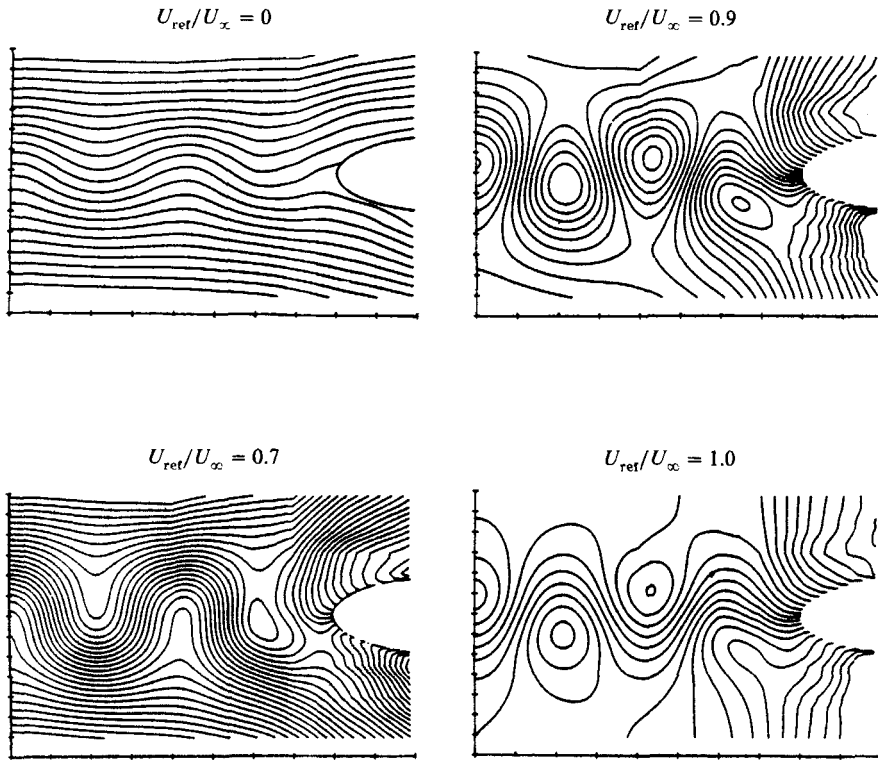 U_ref/U_∞ = 0
U_ref/U_∞ = 0.9
U_ref/U_∞ = 0.7
U_ref/U_∞ = 1.0